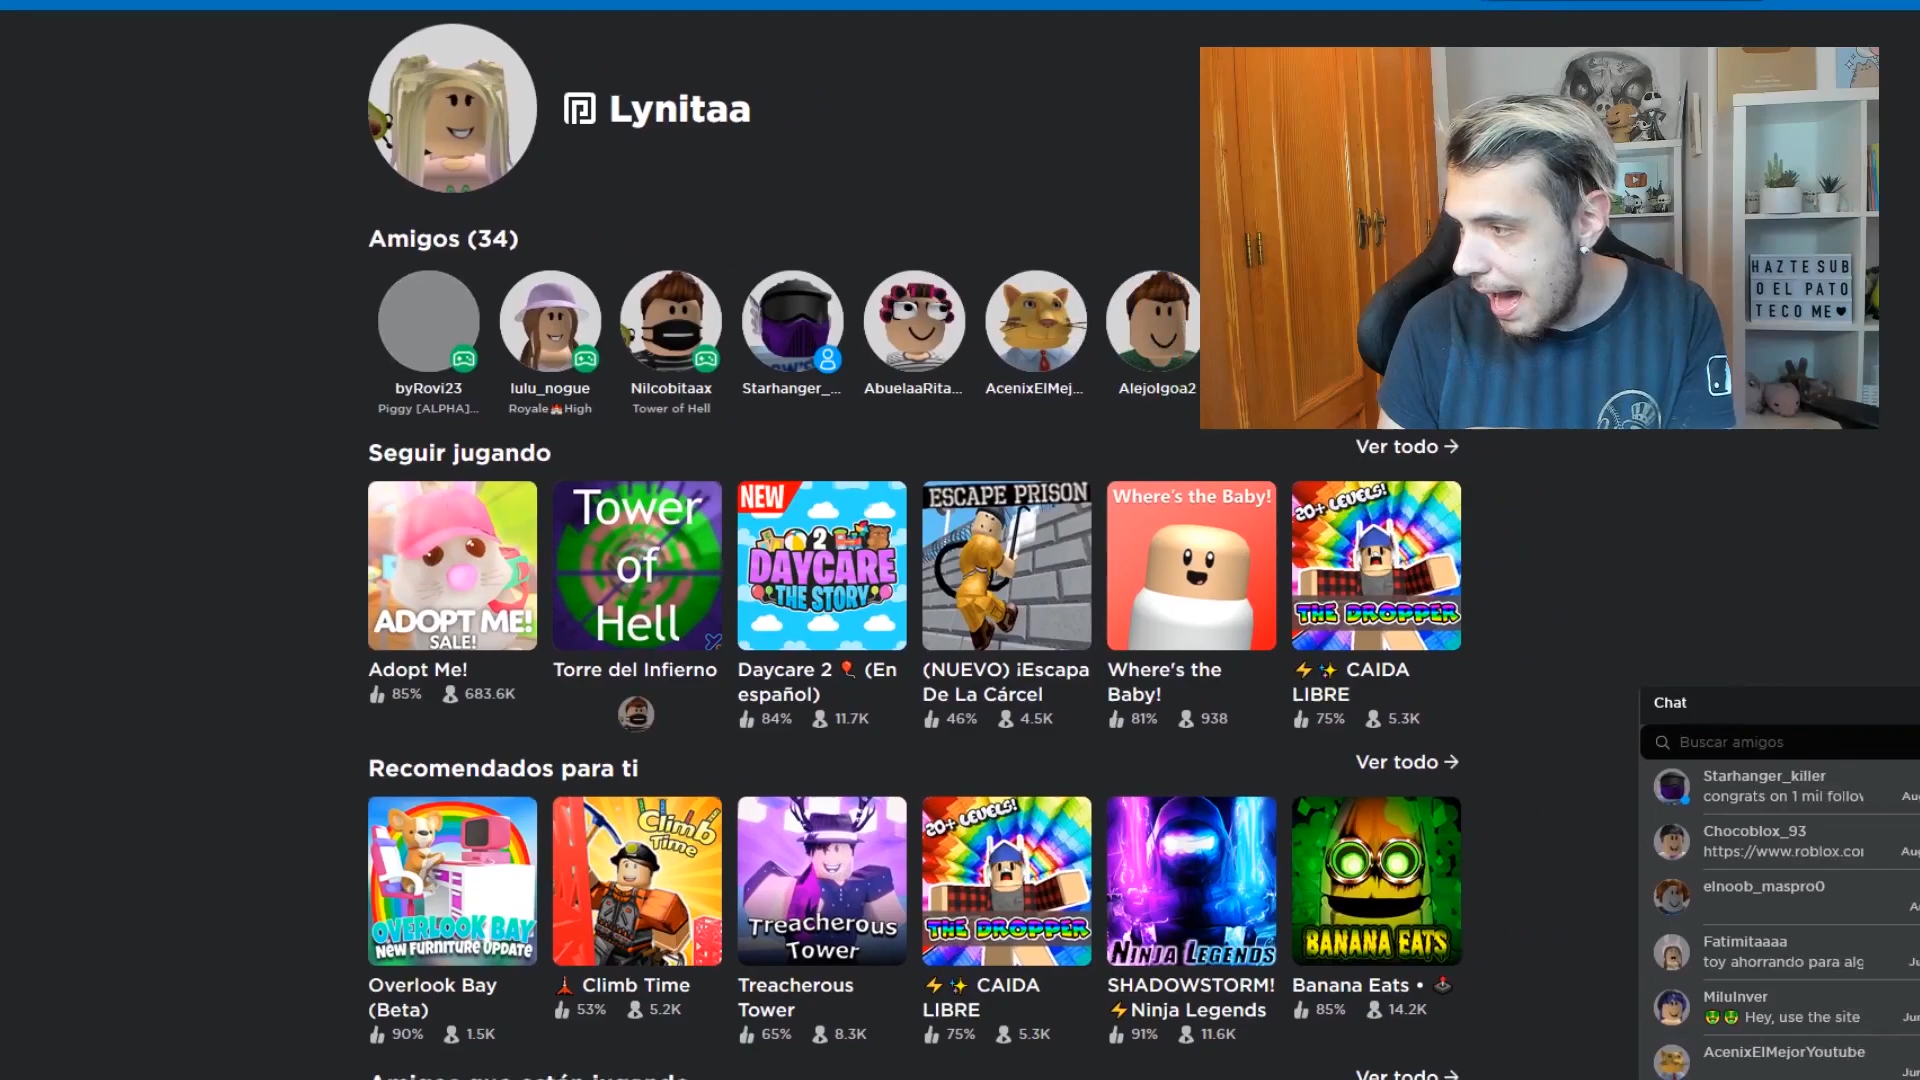 Lynitaa
Amigos (34)
byRovi23
Piggy [ALPHA]...
lulu_nogue
Royale🏰High
Nilcobitaax
Tower of Hell
Starhanger_...
AbuelaaRita...
AcenixElMej...
Alejolgoa2
HAZTE SUB
O EL PATO
TECOME♥
Seguir jugando
Ver todo →
ADOPT ME!
SALE!
Tower
of
Hell
NEW
2
DAYCARE
THE STORY
ESCAPE PRISON
Where's the Baby!
20+ LEVELS!
THE DROPPER
Adopt Me!
85% 683.6K
Torre del Infierno
Daycare 2 🎈 (En
español)
84% 11.7K
(NUEVO) ¡Escapa
De La Cárcel
46% 4.5K
Where's the
Baby!
81% 938
⚡✨ CAIDA
LIBRE
75% 5.3K
Recomendados para ti
Ver todo →
OVERLOOK BAY
NEW FURNITURE UPDATE
Climb
Time
Treacherous
Tower
20+ LEVELS!
THE DROPPER
NINJA LEGENDS
BANANA EATS
Overlook Bay
(Beta)
90% 1.5K
🗼 Climb Time
53% 5.2K
Treacherous
Tower
65% 8.3K
⚡✨ CAIDA
LIBRE
75% 5.3K
SHADOWSTORM!
⚡Ninja Legends
91% 11.6K
Banana Eats • 🕹️
85% 14.2K
Amigos que están jugando
Ver todo →
Chat
Buscar amigos
Starhanger_killer
congrats on 1 mil follov
Chocoblox_93
https://www.roblox.coı
elnoob_maspro0
Fatimitaaaa
toy ahorrando para alg
MiluInver
🤑🤑 Hey, use the site
AcenixElMejorYoutube